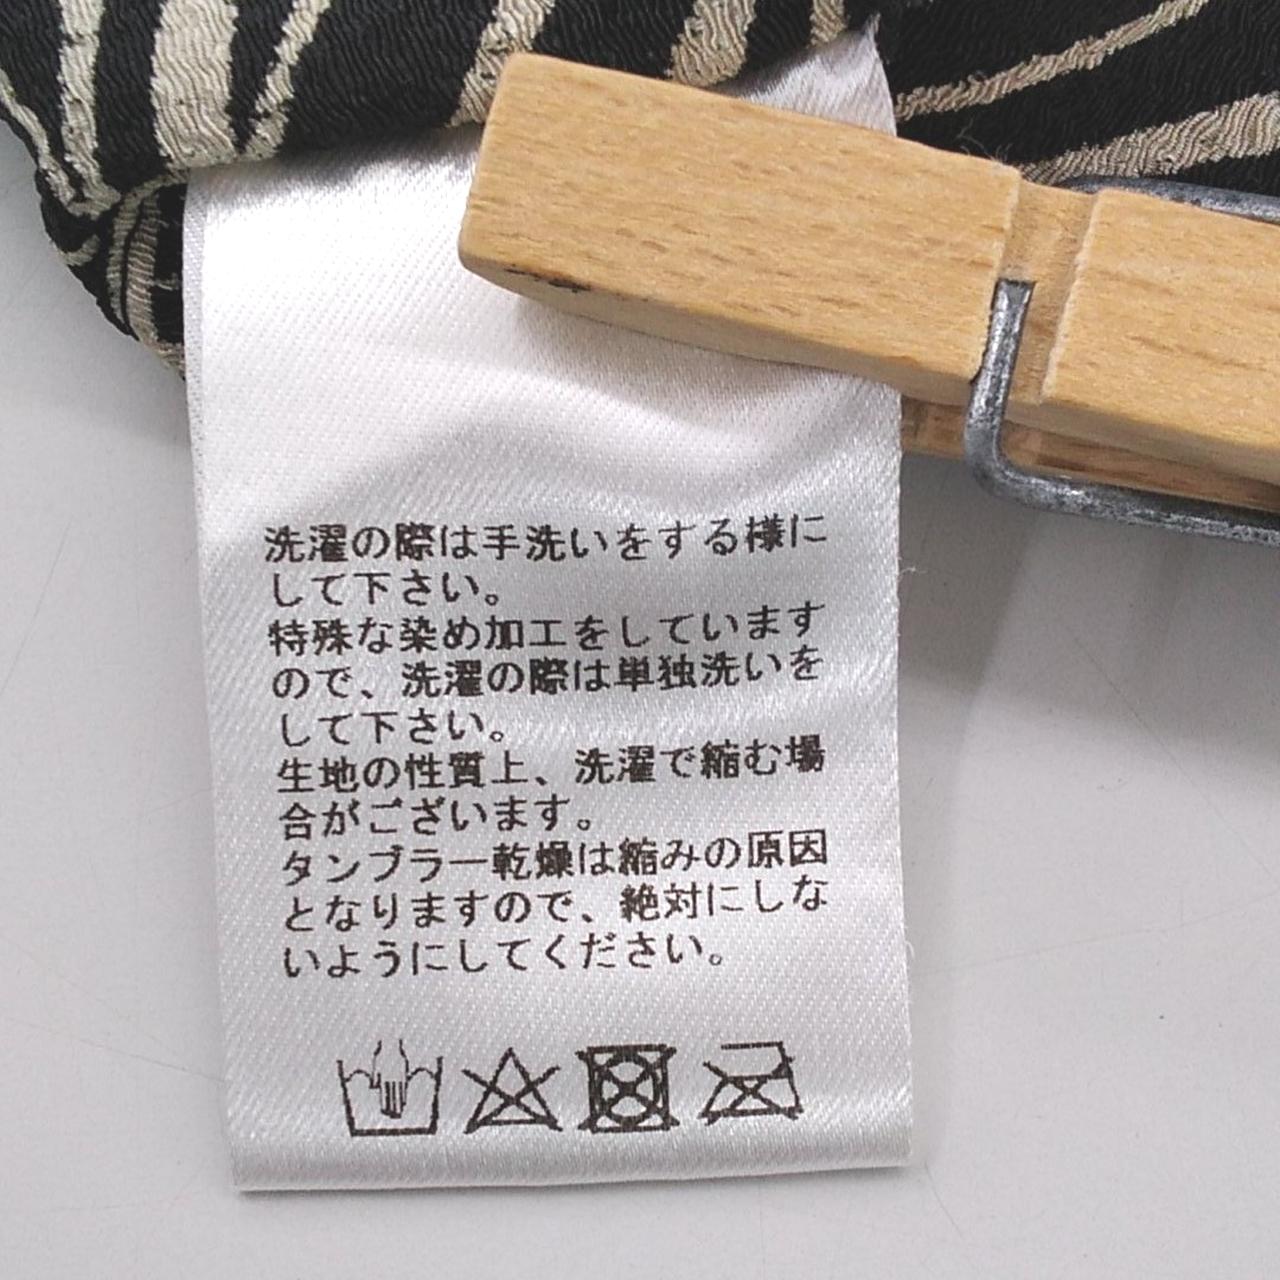 洗濯の際は手洗いをする様に
して下さい。
特殊な染め加工をしています
ので、洗濯の際は単独洗いを
して下さい。
生地の性質上、洗濯で縮む場
合がございます。
タンブラー乾燥は縮みの原因
となりますので、絶対にしな
いようにしてください。